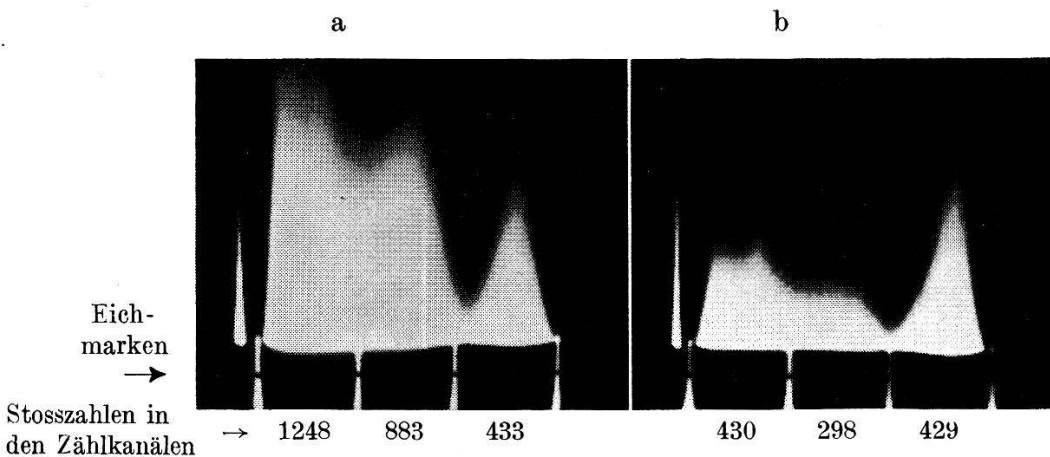 a b
Eich-
marken
→
Stosszahlen in
den Zählkanälen → 1248 883 433 430 298 429